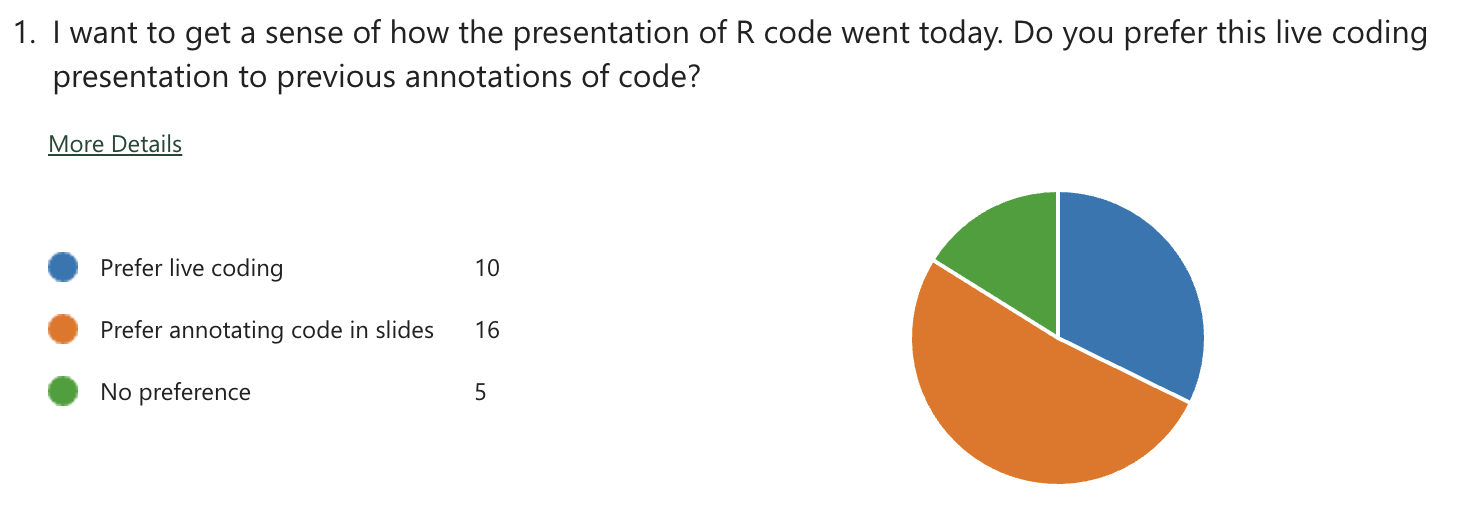 1. I want to get a sense of how the presentation of R code went today. Do you prefer this live coding
presentation to previous annotations of code?
More Details
Prefer live coding 10
Prefer annotating code in slides 16
No preference 5